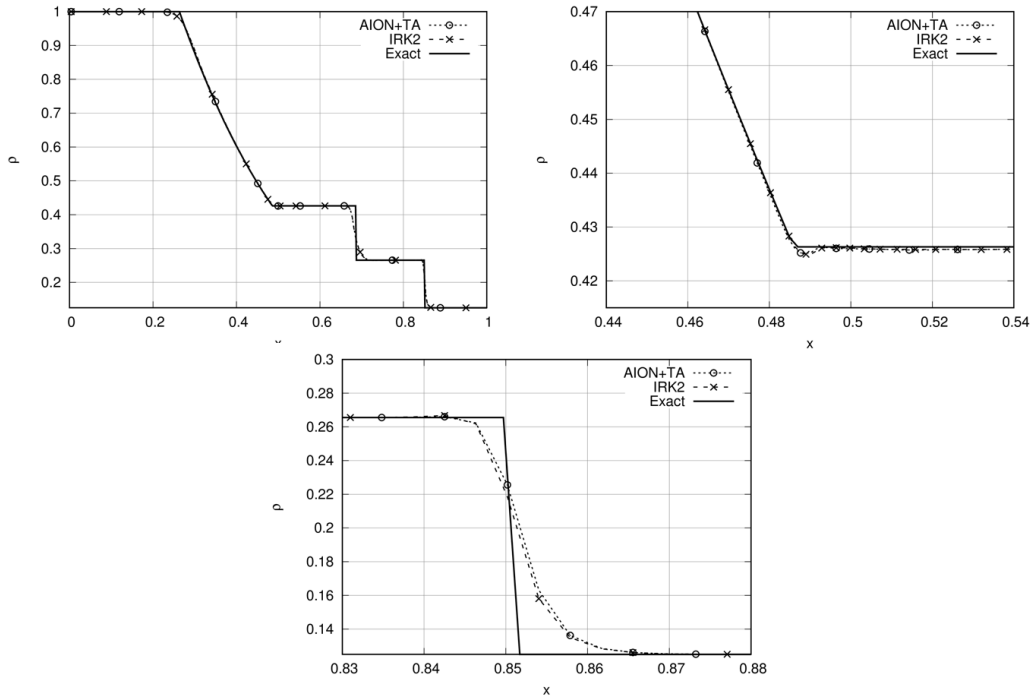 1
0.9
0.8
0.7
0.6
0.5
0.4
0.3
0.2
ρ
AION+TA
IRK2
Exact
0 0.2 0.4 0.6 0.8 1
0.47
0.46
0.45
0.44
0.43
0.42
ρ
AION+TA
IRK2
Exact
0.44 0.46 0.48 0.5 0.52 0.54
x
0.3
0.28
0.26
0.24
0.22
0.2
0.18
0.16
0.14
ρ
AION+TA
IRK2
Exact
0.83 0.84 0.85 0.86 0.87 0.88
x